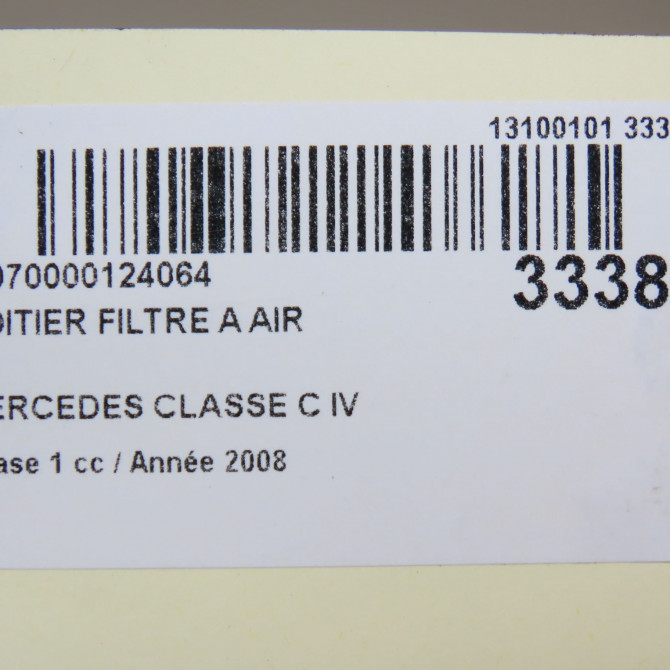 13100101 333
070000124064
3338
OITIER FILTRE A AIR
ERCEDES CLASSE C IV
ase 1 cc / Année 2008